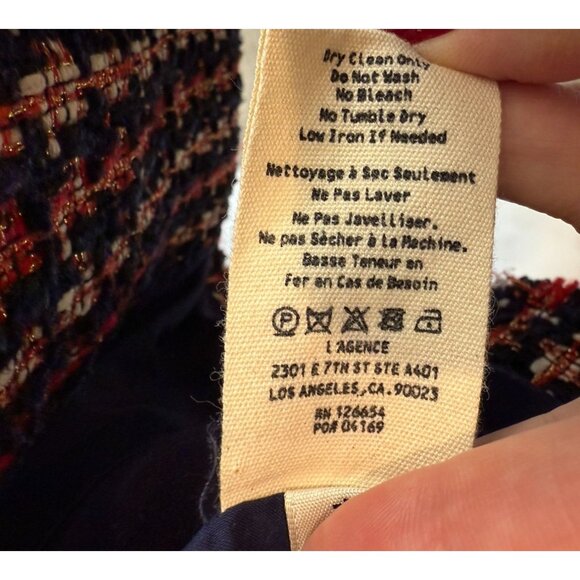 Dry Clean Only
Do Not Wash
No Bleach
No Tumble Dry
Low Iron If Needed
Nettoyage à Sec Seulement
Ne Pas Laver
Ne Pas Javelliser.
Ne pas Sècher à la Machine.
Basse Teneur en
Fer en Cas de Besoin
P
L'AGENCE
2301 E 7TH ST STE A401
LOS ANGELES,CA.90023
RN 126654
PO# 04169